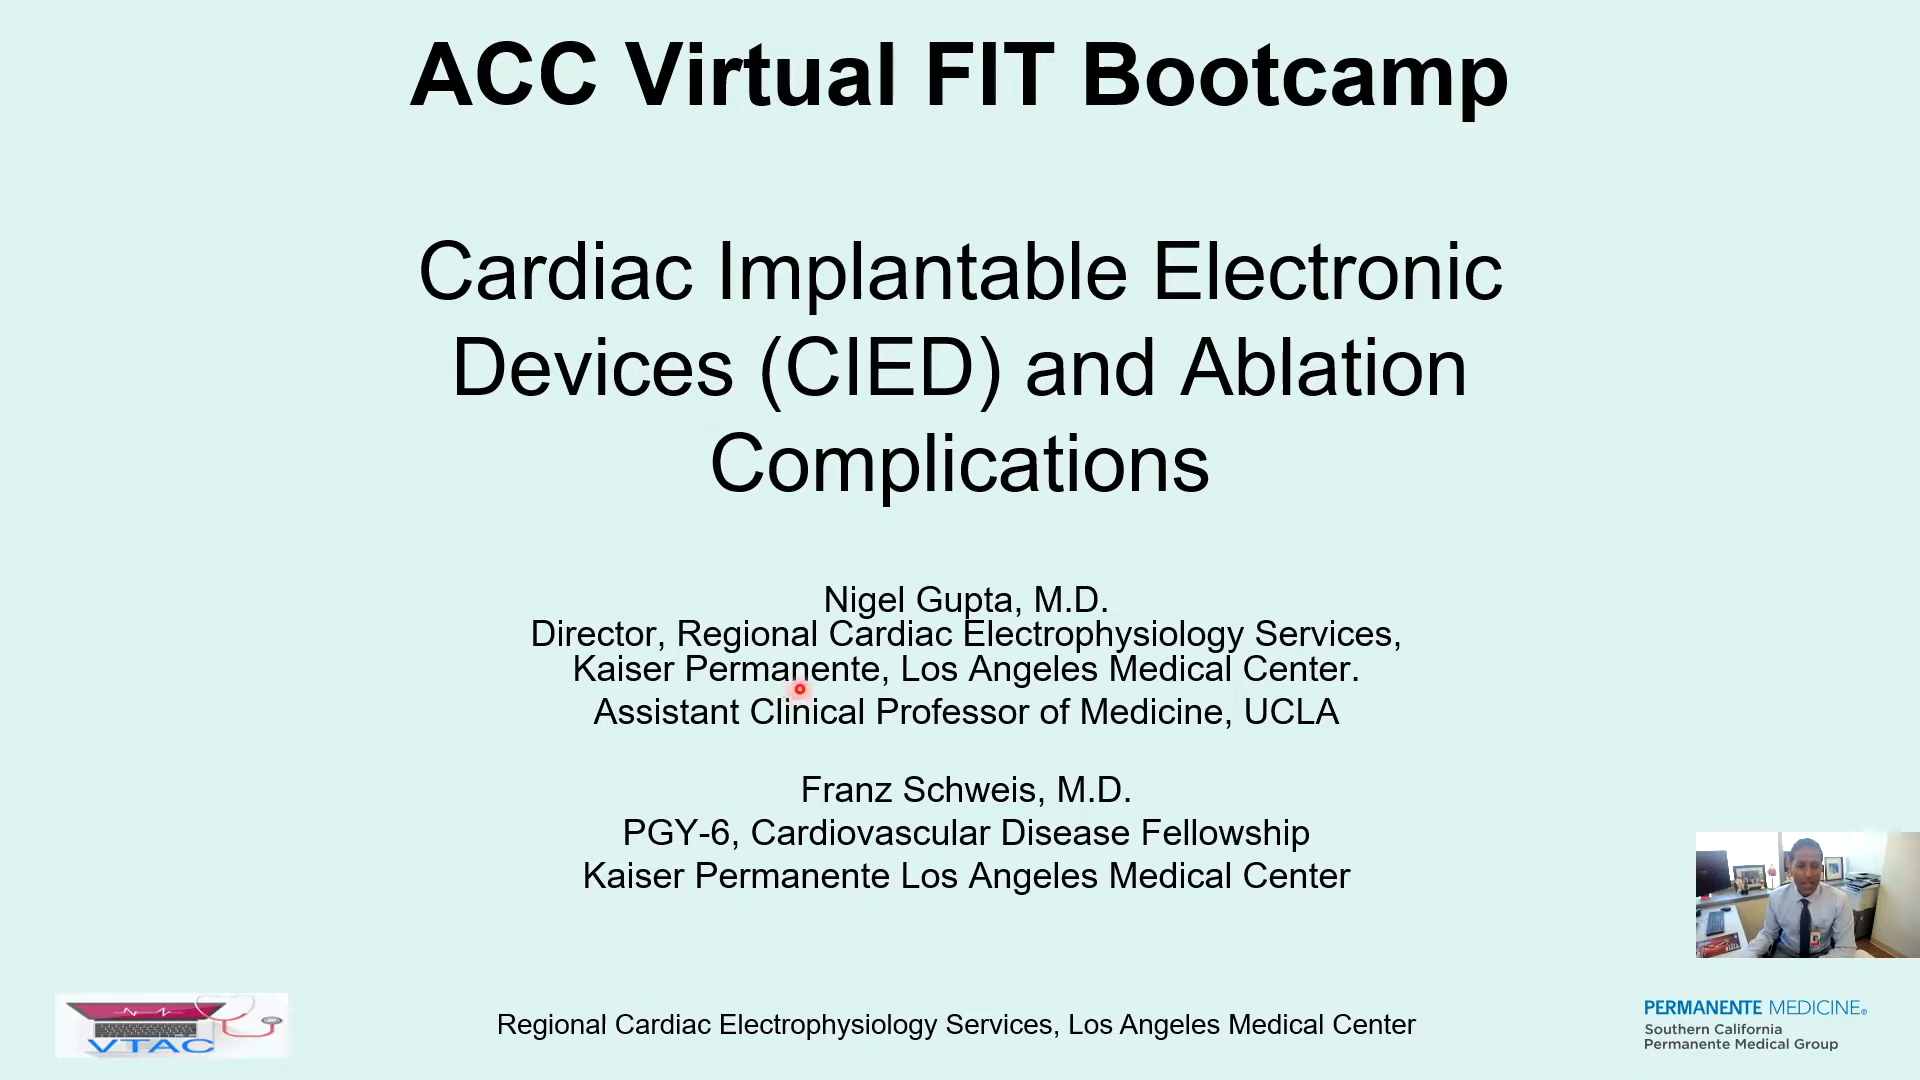 ACC Virtual FIT Bootcamp
Cardiac Implantable Electronic
Devices (CIED) and Ablation
Complications
Nigel Gupta, M.D.
Director, Regional Cardiac Electrophysiology Services,
Kaiser Permanente, Los Angeles Medical Center.
Assistant Clinical Professor of Medicine, UCLA
Franz Schweis, M.D.
PGY-6, Cardiovascular Disease Fellowship
Kaiser Permanente Los Angeles Medical Center
VTAC
Regional Cardiac Electrophysiology Services, Los Angeles Medical Center
PERMANENTE MEDICINE®
Southern California
Permanente Medical Group